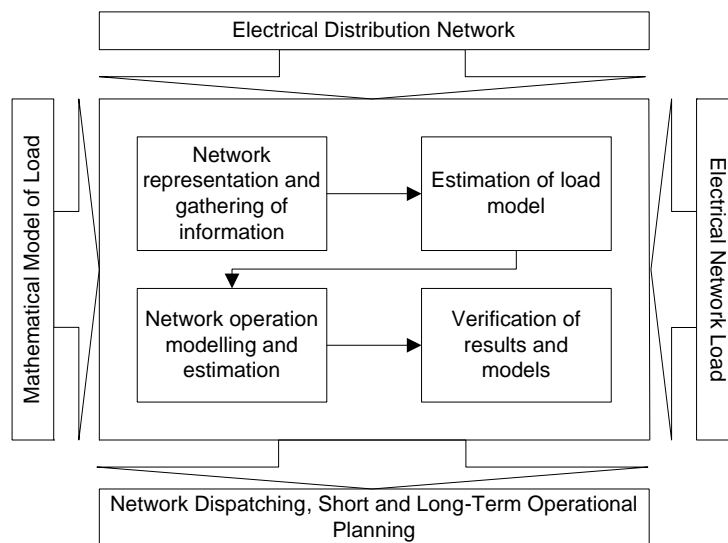 Electrical Distribution Network
Mathematical Model of Load
Network
representation and
gathering of
information
Estimation of load
model
Network operation
modelling and
estimation
Verification of
results and
models
Electrical Network Load
Network Dispatching, Short and Long-Term Operational
Planning